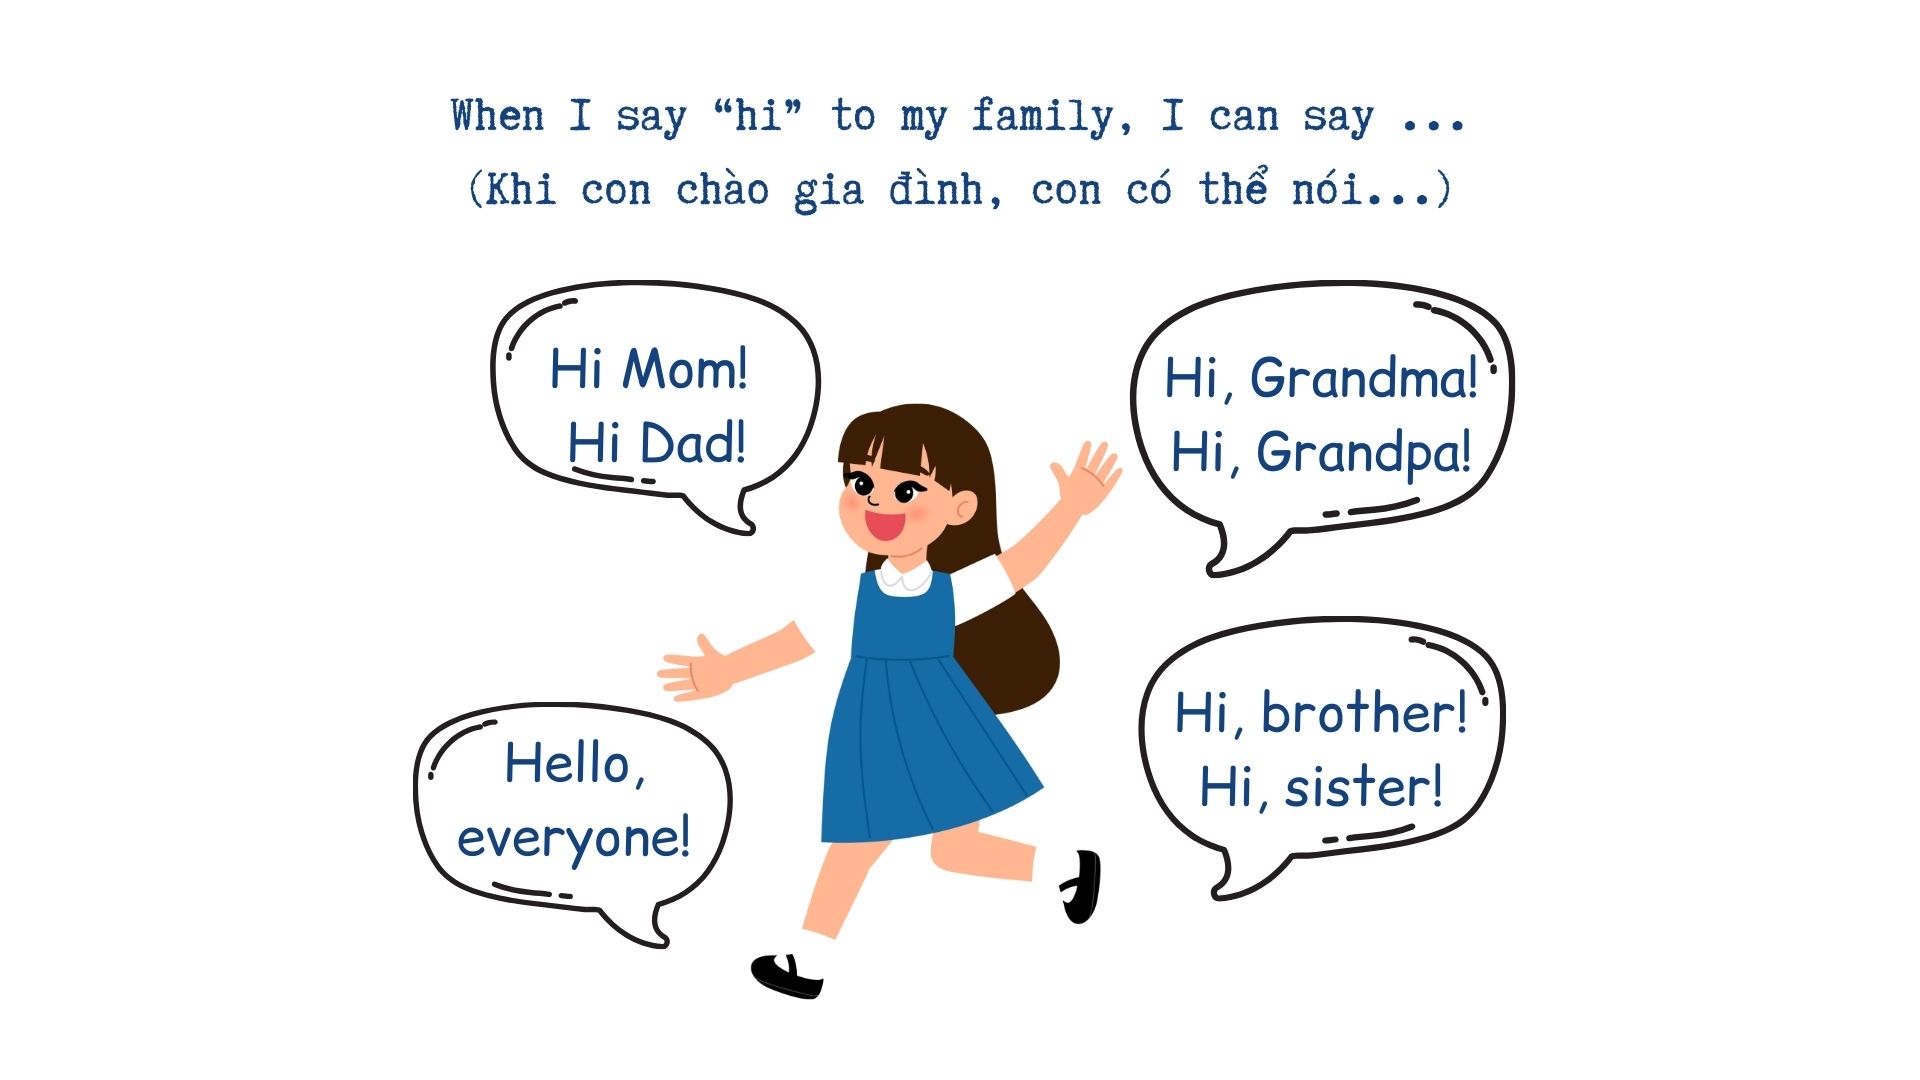 When I say “hi” to my family, I can say ...
(Khi con chào gia đình, con có thể nói...)
Hi Mom!
Hi Dad!
Hi, Grandma!
Hi, Grandpa!
Hello,
everyone!
Hi, brother!
Hi, sister!